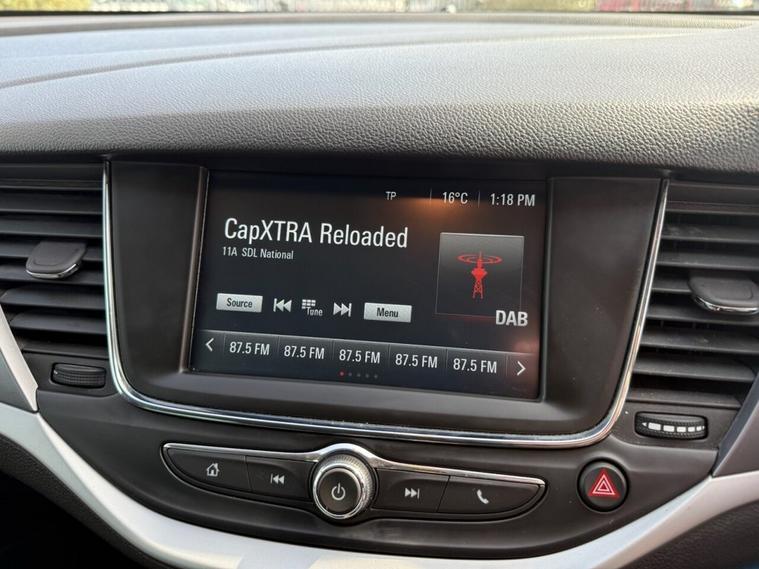 TP 16°C 1:18 PM
CapXTRA Reloaded
11A SDL National
DAB
Source Tune Menu
87.5 FM 87.5 FM 87.5 FM 87.5 FM 87.5 FM